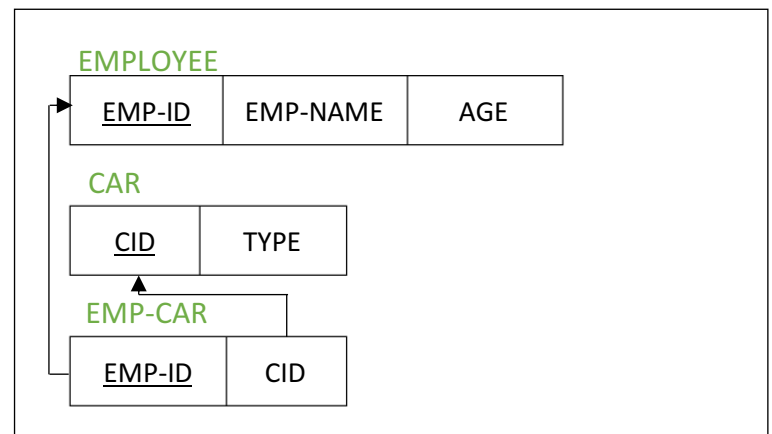 EMPLOYEE
EMP-ID EMP-NAME AGE
CAR
CID TYPE
EMP-CAR
EMP-ID CID